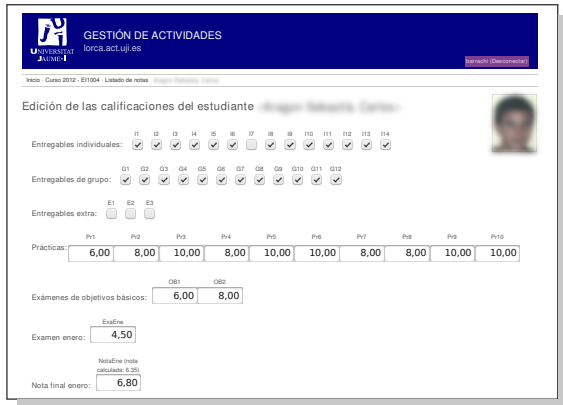 UNIVERSITAT
JAUME·I
GESTIÓN DE ACTIVIDADES
lorca.act.uji.es
barrachi (Desconectar)
Inicio · Curso 2012 · EI1004 · Listado de notas ·
Edición de las calificaciones del estudiante
I1 I2 I3 I4 I5 I6 I7 I8 I9 I10 I11 I12 I13 I14
Entregables individuales:
G1 G2 G3 G4 G5 G6 G7 G8 G9 G10 G11 G12
Entregables de grupo:
E1 E2 E3
Entregables extra:
Pr1 Pr2 Pr3 Pr4 Pr5 Pr6 Pr7 Pr8 Pr9 Pr10
Prácticas: 6,00 8,00 10,00 8,00 10,00 10,00 8,00 8,00 10,00 10,00
OB1 OB2
Exámenes de objetivos básicos: 6,00 8,00
ExaEne
Examen enero: 4,50
NotaEne (nota
calculada: 6.35)
Nota final enero: 6,80